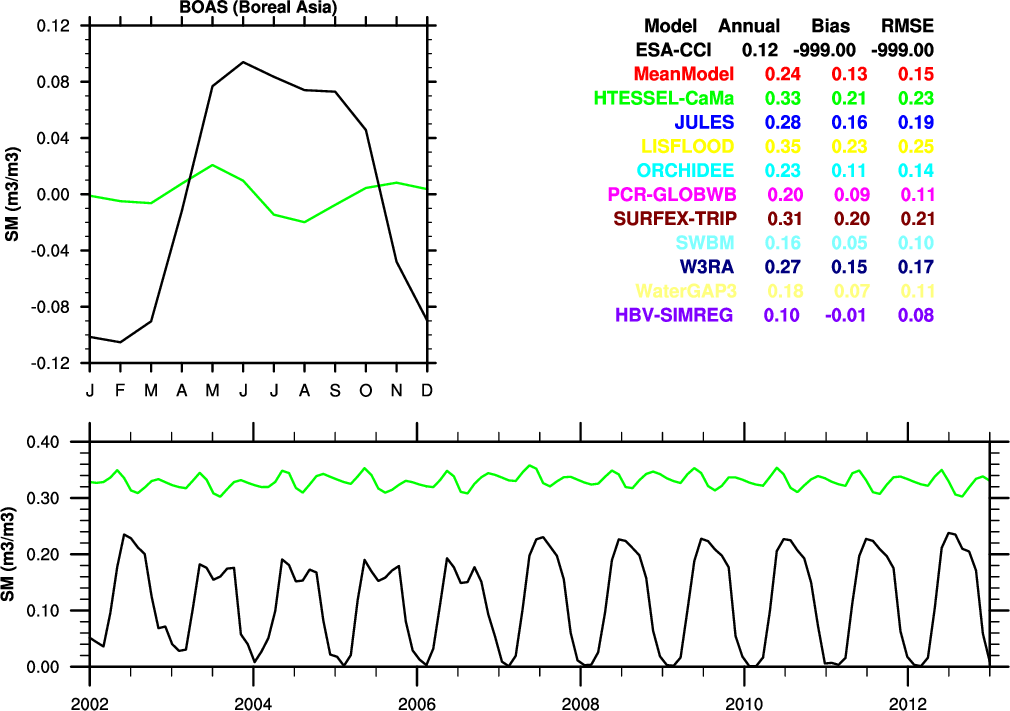 BOAS (Boreal Asia)
0.12
0.08
0.04
0.00
-0.04
-0.08
-0.12
SM (m3/m3)
J F M A M J J A S O N D
Model Annual Bias RMSE
ESA-CCI 0.12 -999.00 -999.00
MeanModel 0.24 0.13 0.15
HTESSEL-CaMa 0.33 0.21 0.23
JULES 0.28 0.16 0.19
LISFLOOD 0.35 0.23 0.25
ORCHIDEE 0.23 0.11 0.14
PCR-GLOBWB 0.20 0.09 0.11
SURFEX-TRIP 0.31 0.20 0.21
SWBM 0.16 0.05 0.10
W3RA 0.27 0.15 0.17
WaterGAP3 0.18 0.07 0.11
HBV-SIMREG 0.10 -0.01 0.08
0.40
0.30
0.20
0.10
0.00
SM (m3/m3)
2002 2004 2006 2008 2010 2012